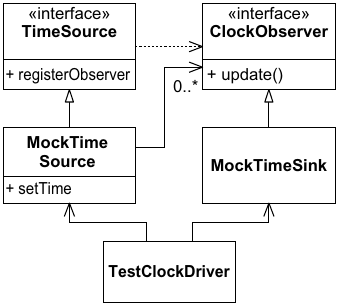 «interface»
TimeSource
+ registerObserver
«interface»
ClockObserver
+ update()
0..*
MockTime
Source
+ setTime
MockTimeSink
TestClockDriver